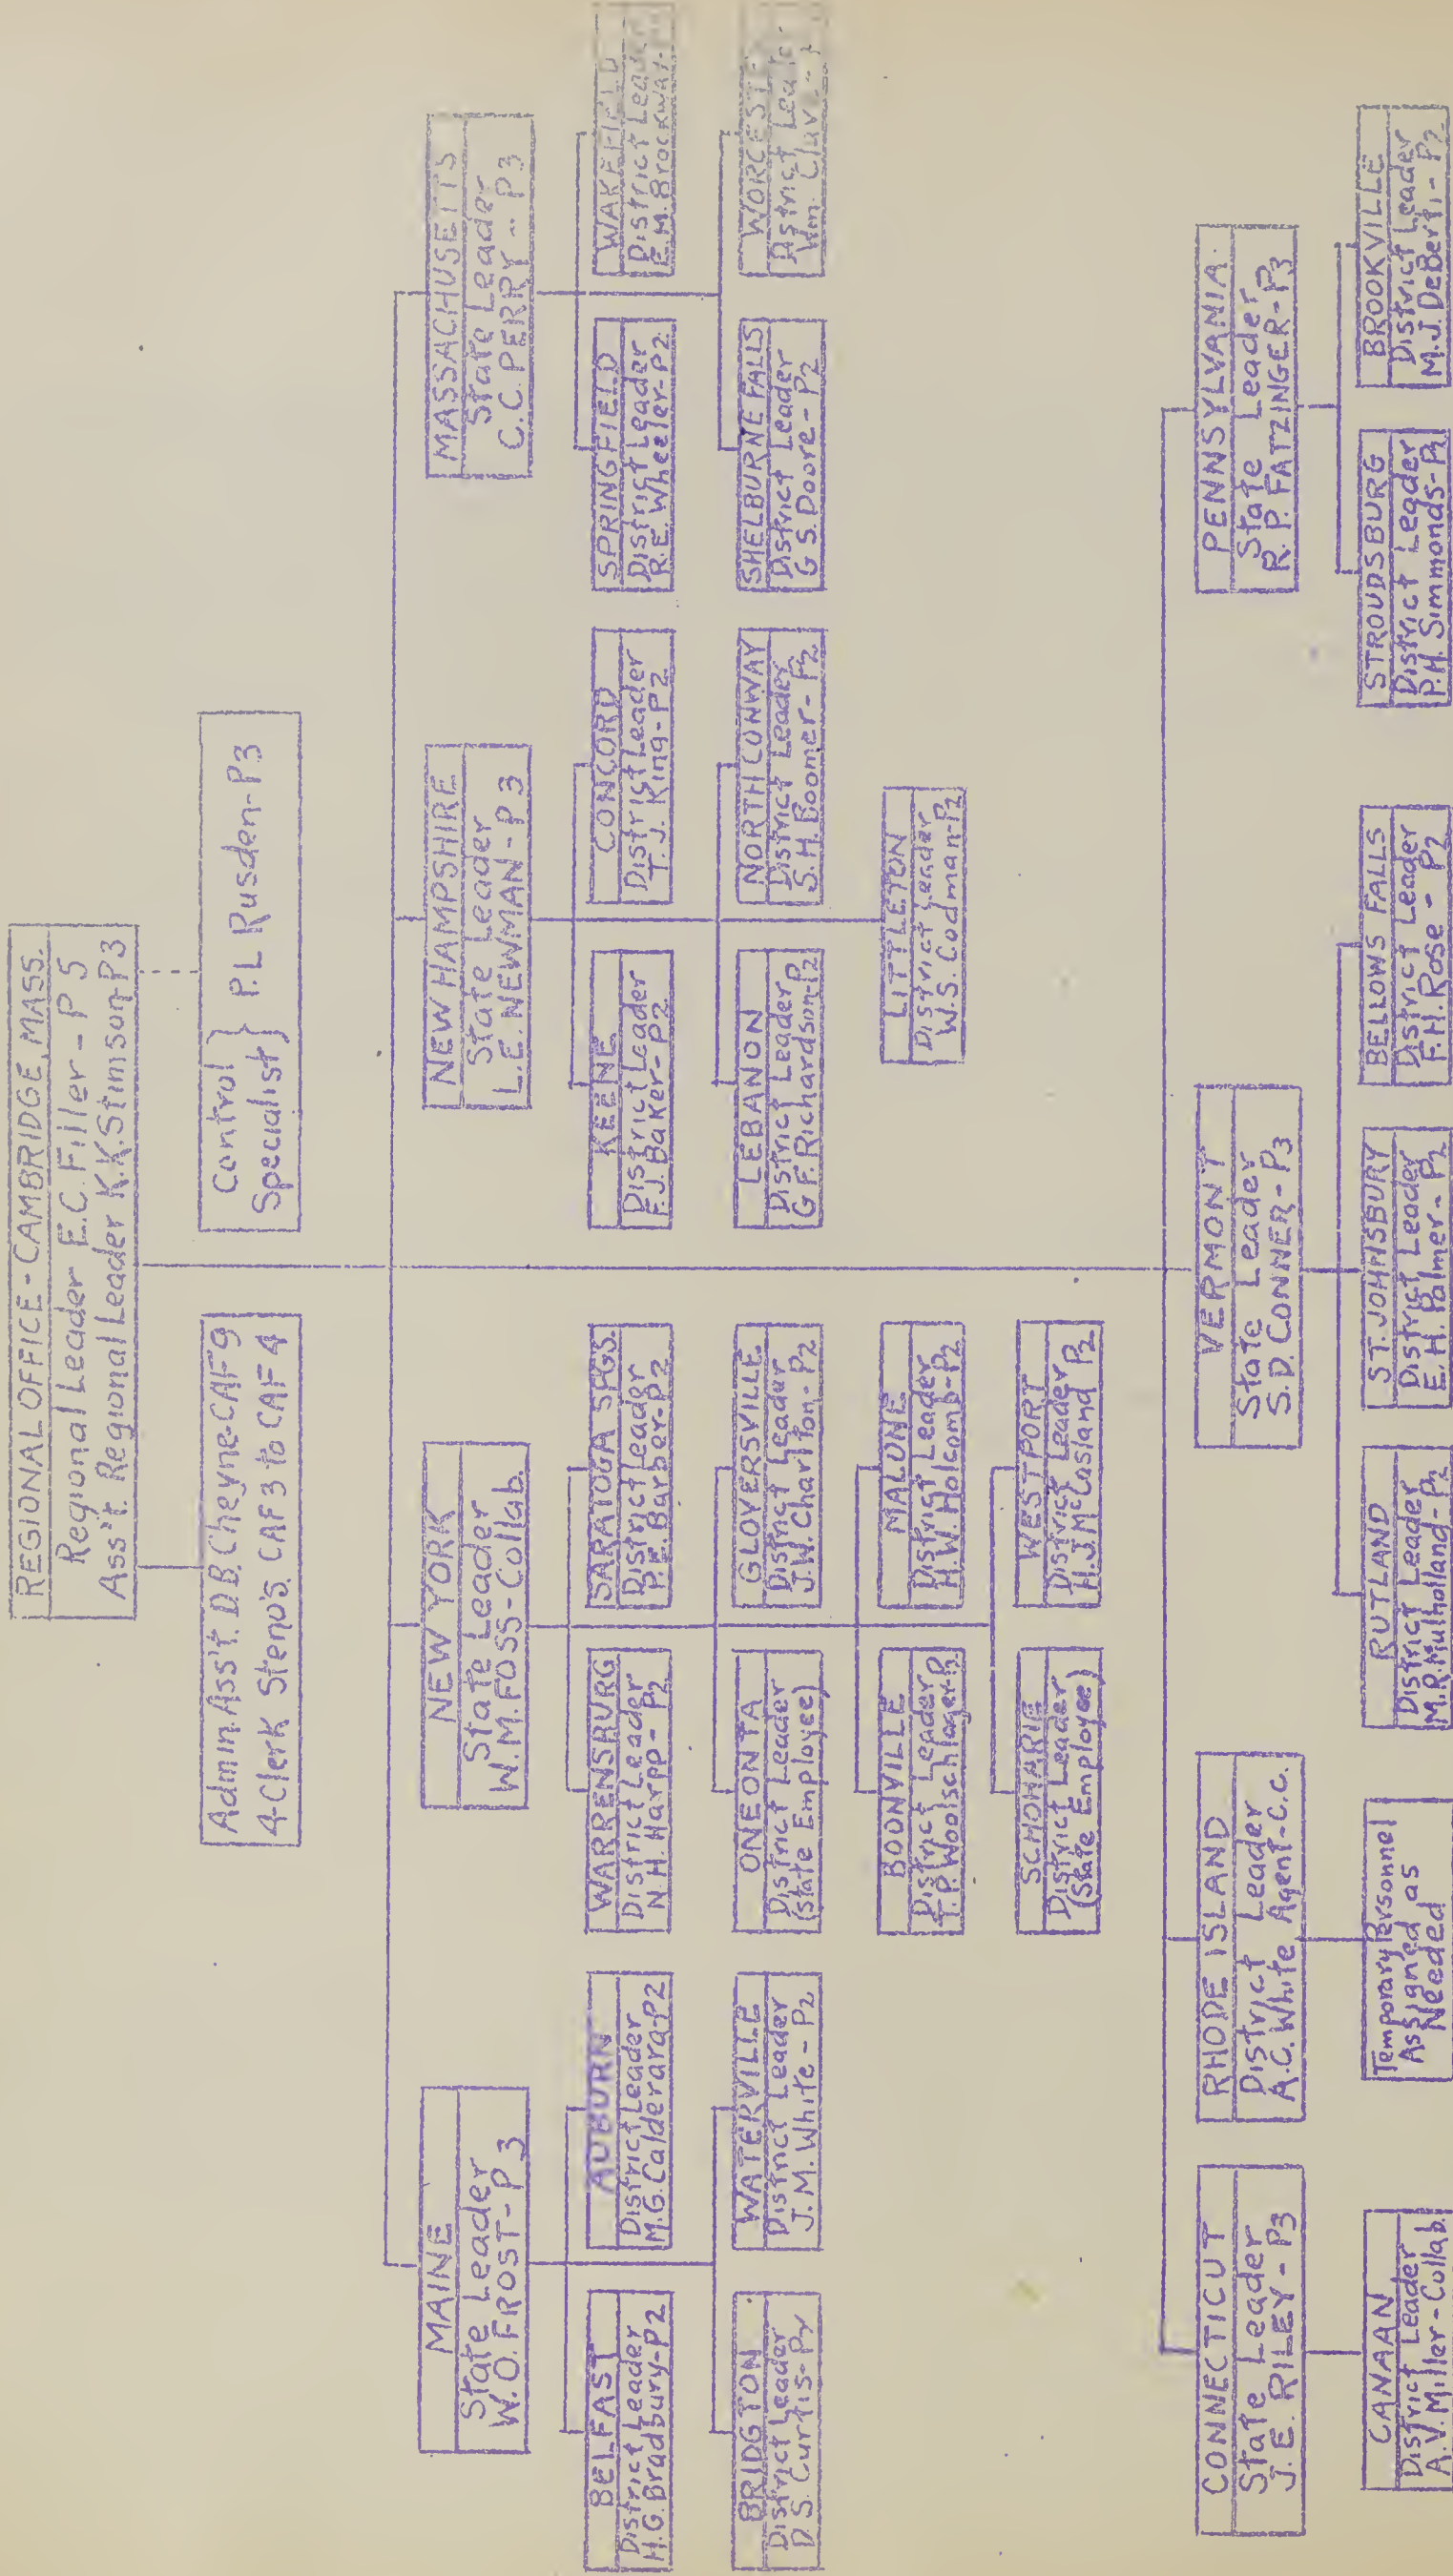 REGIONAL OFFICE - CAMBRIDGE, MASS.
Regional Leader E.C. Filler - P 5
Ass't Regional Leader K.K. Stimson-P3
Admin. Ass't. D.B. Cheyne-CAF 9
4-Clerk Steno's. CAF 3 to CAF 4
Control } P.L Rusden-P3
Specialist }
MAINE
State Leader
W.O. FROST - P 3
BELFAST
District Leader
H.G. Bradbury-P2
AUBURN
District Leader
M.G. Calderara-P2
BRIDGTON
District Leader
D.S. Curtis-
WATERVILLE
District Leader
J.M. White - P2
NEW YORK
State Leader
W.M. FOSS-Collab.
WARRENSBURG
District Leader
N.H. Harpp - P2
SARATOGA SPGS.
District Leader
P.E. Barber-P2
ONEONTA
District Leader
(State Employee)
GLOVERSVILLE
District Leader
J.W. Charlton-P2
BOONVILLE
District Leader
T.P. Woolschlager-
MALONE
District Leader
H.W. Holcomb-P2
SCHOHARIE
District Leader
(State Employee)
WESTPORT
District Leader
H.J. McCasland P2
NEW HAMPSHIRE
State Leader
L.E. NEWMAN - P 3
KEENE
District Leader
F.J. Baker-P2
CONCORD
District Leader
T.J. King-P2
LEBANON
District Leader
G F. Richardson-P2
NORTH CONWAY
District Leader
S.H. Boomer- P2
LITTLETON
District Leader
W.S. Codman-P2
MASSACHUSETTS
State Leader
C.C. PERRY -- P3
SPRINGFIELD
District Leader
R.E. Wheeler-P2
WAKEFIELD
District Leader
E.M. Brockway-
SHELBURNE FALLS
District Leader
G S. Doore - P2
District
Wm.
CONNECTICUT
State Leader
J.E. RILEY - P3
CANAAN
District Leader
A.V. Miller-Collab.
RHODE ISLAND
District Leader
A.C. White Agent-C.C.
Temporary Personnel
Assigned as
Needed
VERMONT
State Leader
S.D. CONNER - P3
RUTLAND
District Leader
M.R. Mulholland-P2
ST. JOHNSBURY
District Leader
E.H. Palmer- P2
BELLOWS FALLS
District Leader
F.H. Rose - P2
PENNSYLVANIA
State Leader
R.P. FATZINGER-P3
STROUDSBURG
District Leader
P.H. Simmonds-
BROOKVILLE
District Leader
M.J. DeBerti - P2